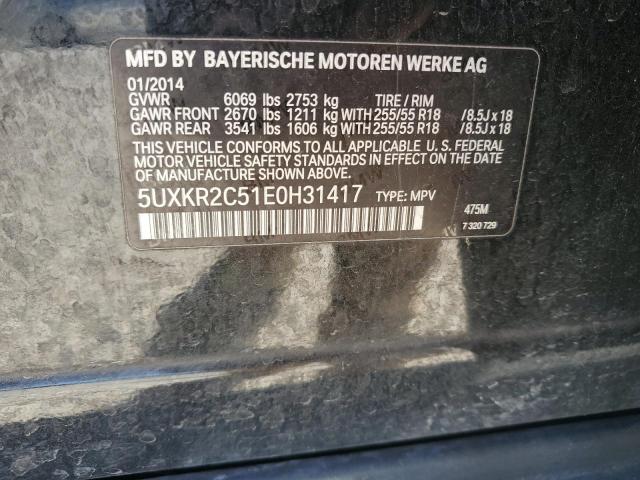 MFD BY BAYERISCHE MOTOREN WERKE AG
01/2014
GVWR 6069 lbs 2753 kg TIRE / RIM
GAWR FRONT 2670 lbs 1211 kg WITH 255/55 R18 /8.5J x 18
GAWR REAR 3541 lbs 1606 kg WITH 255/55 R18 /8.5J x 18
THIS VEHICLE CONFORMS TO ALL APPLICABLE U.S. FEDERAL
MOTOR VEHICLE SAFETY STANDARDS IN EFFECT ON THE
DATE OF MANUFACTURE SHOWN ABOVE.
5UXKR2C51E0H31417 TYPE: MPV
475M
7 320 729